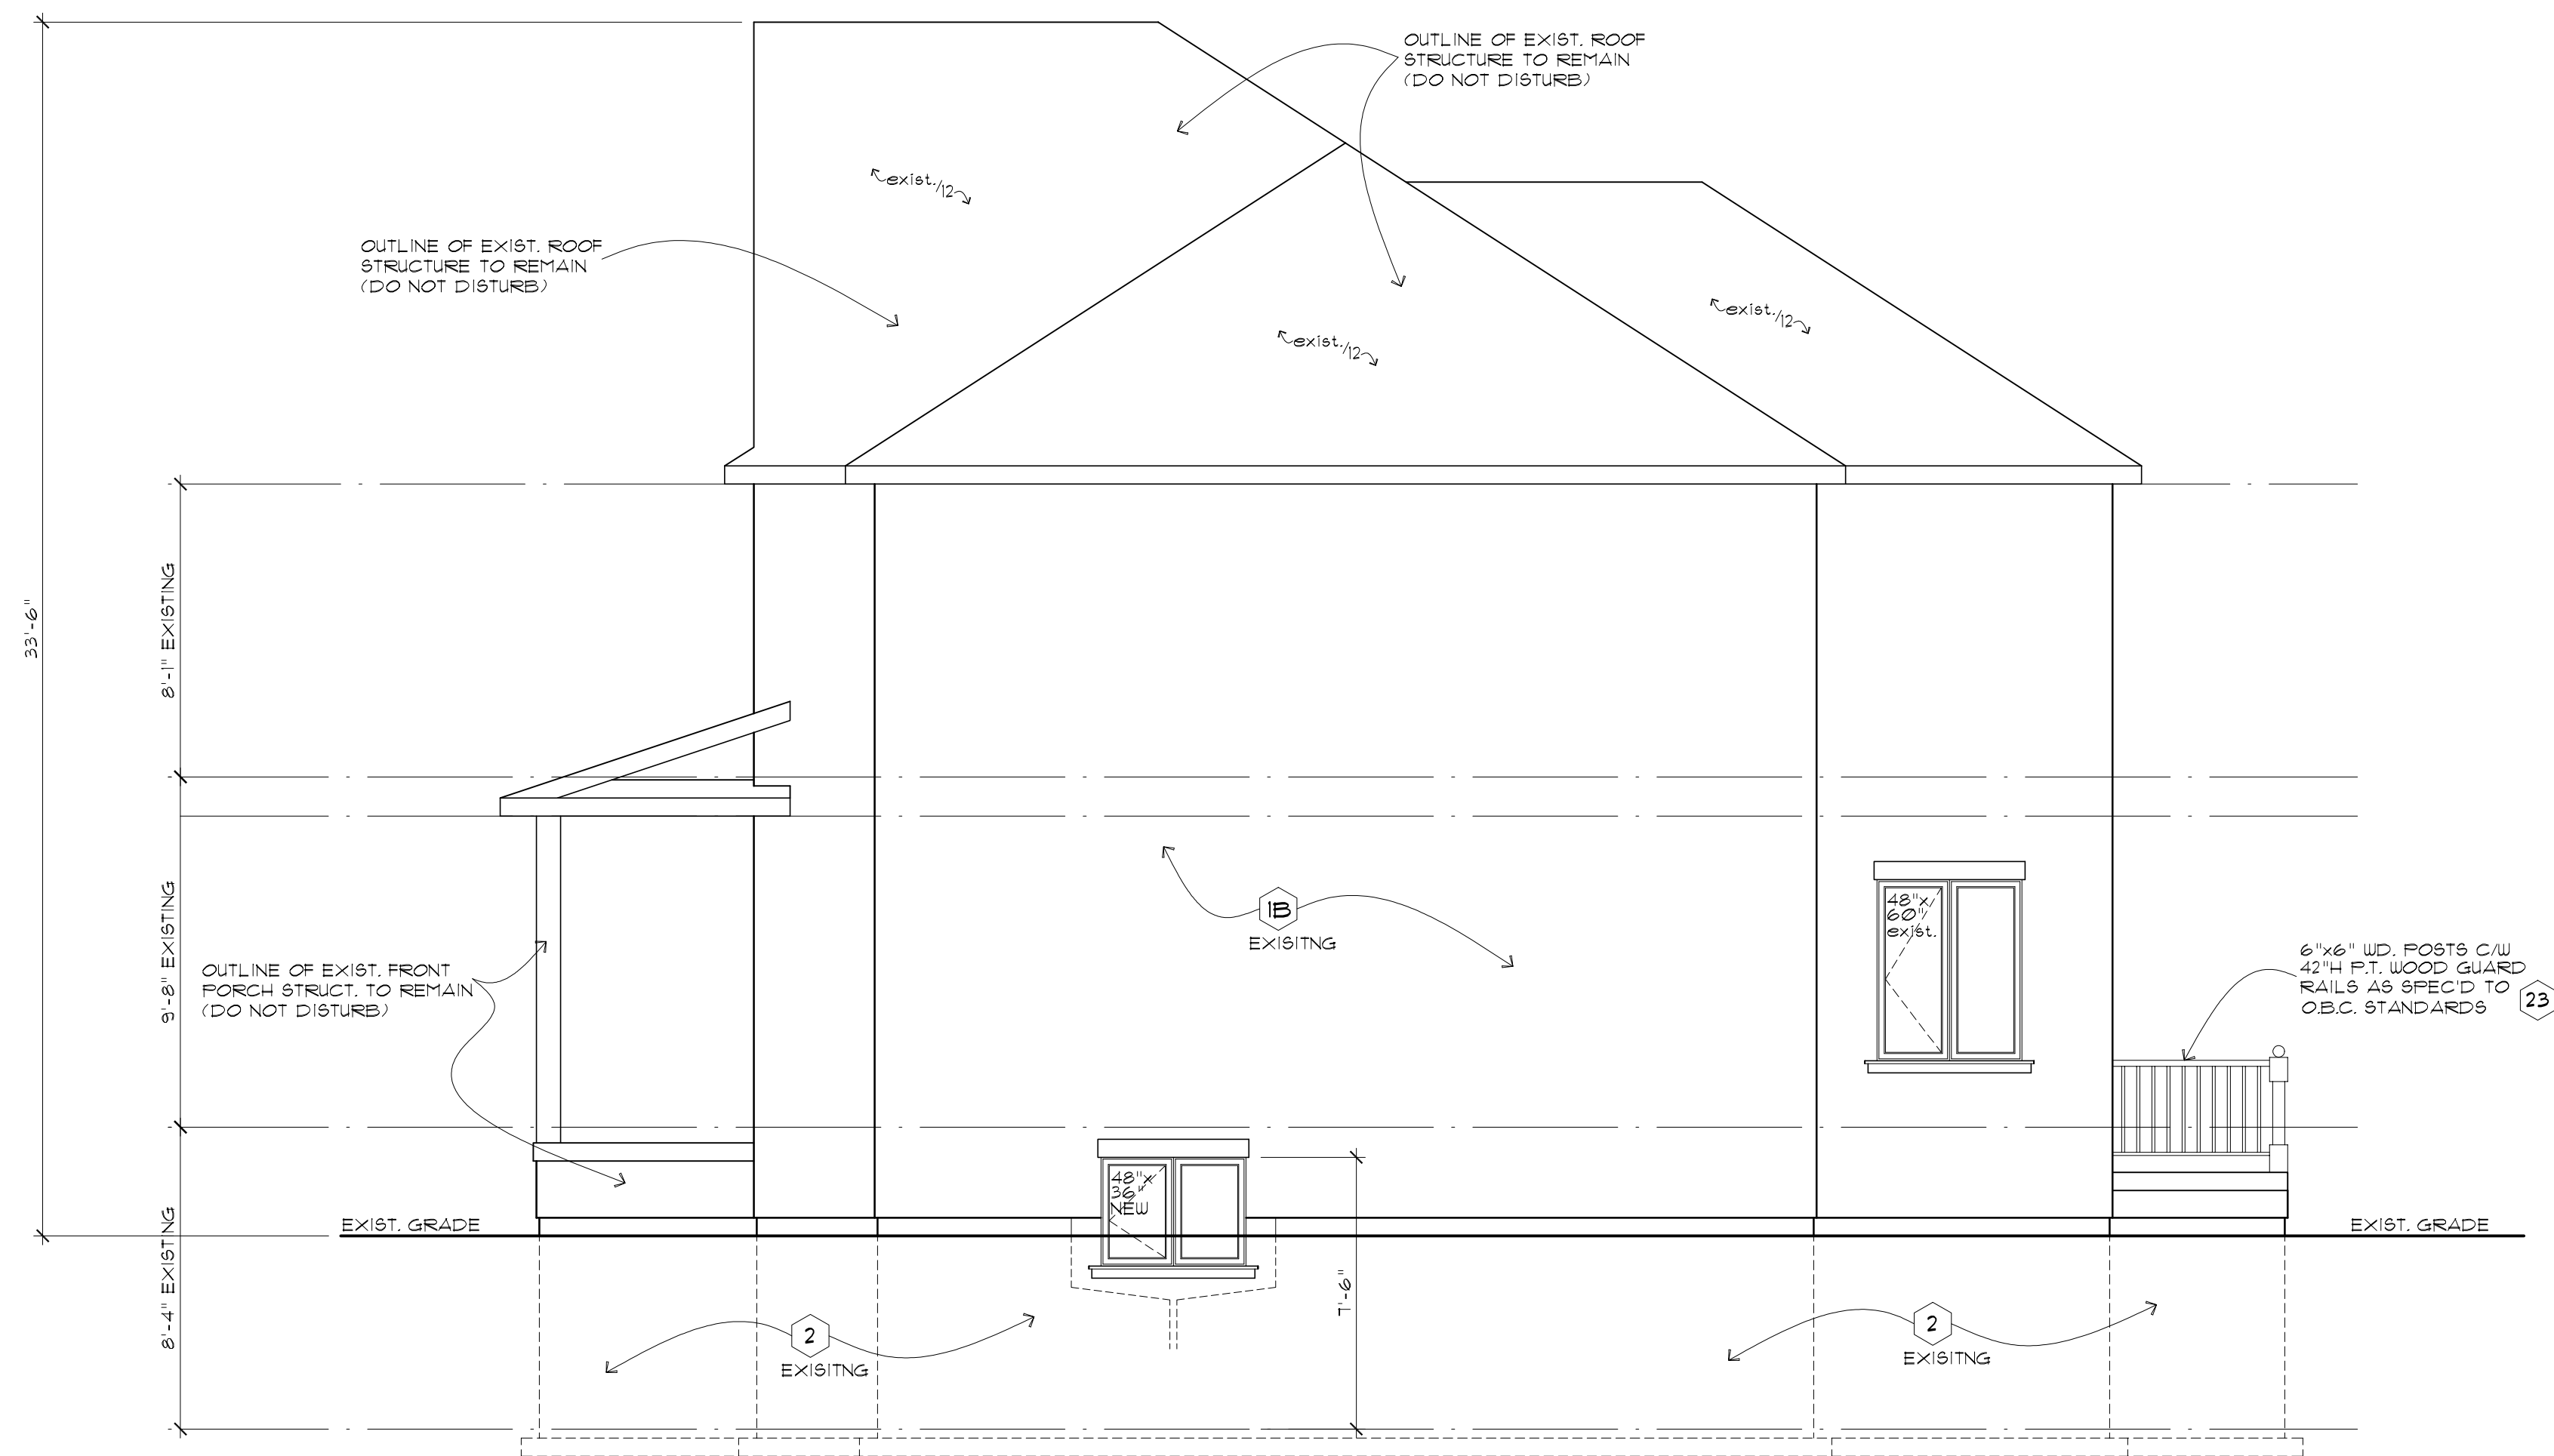 OUTLINE OF EXIST. ROOF
STRUCTURE TO REMAIN
(DO NOT DISTURB)
exist./12
OUTLINE OF EXIST. ROOF
STRUCTURE TO REMAIN
(DO NOT DISTURB)
exist./12
exist./12
33'-6"
8'-1" EXISTING
9'-8" EXISTING
8'-4" EXISTING
48"x
60"
exist.
1B
EXISITNG
6"x6" WD. POSTS C/W
42"H P.T. WOOD GUARD
RAILS AS SPEC'D TO
O.B.C. STANDARDS
23
OUTLINE OF EXIST. FRONT
PORCH STRUCT. TO REMAIN
(DO NOT DISTURB)
48"x
36"
NEW
EXIST. GRADE
EXIST. GRADE
7'-6"
2
EXISITNG
2
EXISITNG